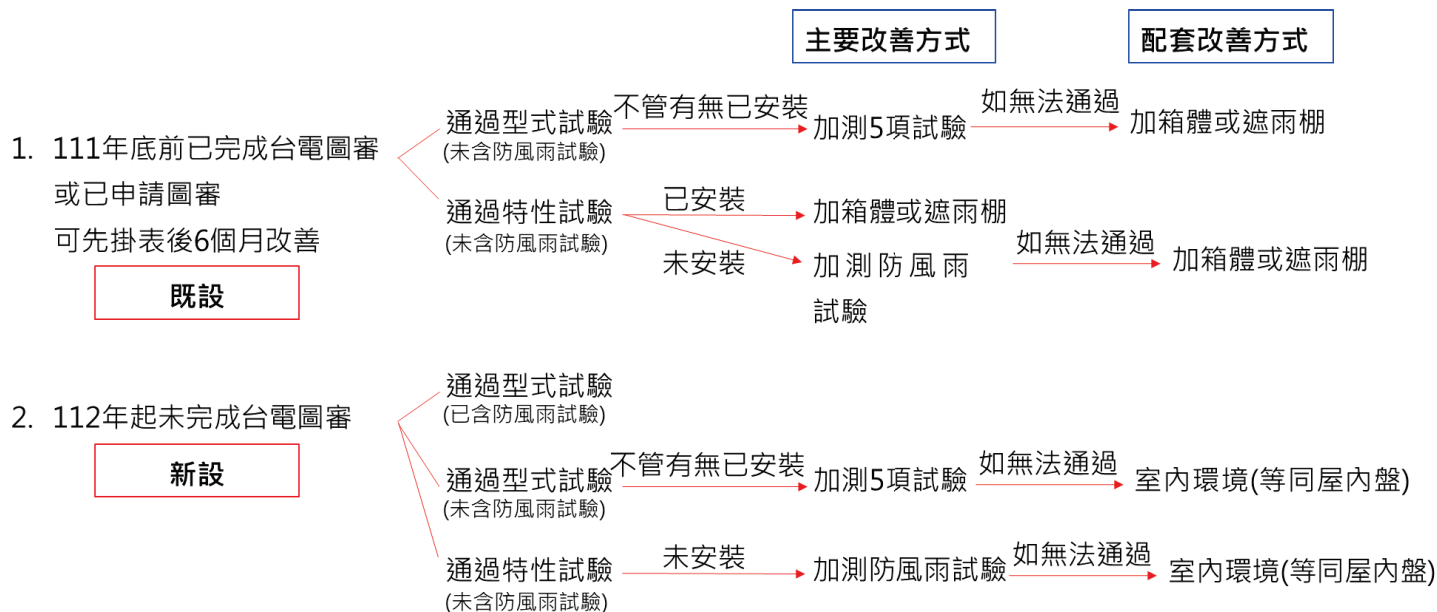 主要改善方式
配套改善方式
1. 111年底前已完成台電圖審
或已申請圖審
可先掛表後6個月改善
既設
通過型式試驗
(未含防風雨試驗)
不管有無已安裝
加測5項試驗
如無法通過
加箱體或遮雨棚
通過特性試驗
(未含防風雨試驗)
已安裝
加箱體或遮雨棚
未安裝
加測防風雨
試驗
如無法通過
加箱體或遮雨棚
2. 112年起未完成台電圖審
新設
通過型式試驗
(已含防風雨試驗)
通過型式試驗
(未含防風雨試驗)
不管有無已安裝
加測5項試驗
如無法通過
室內環境(等同屋內盤)
通過特性試驗
(未含防風雨試驗)
未安裝
加測防風雨試驗
如無法通過
室內環境(等同屋內盤)